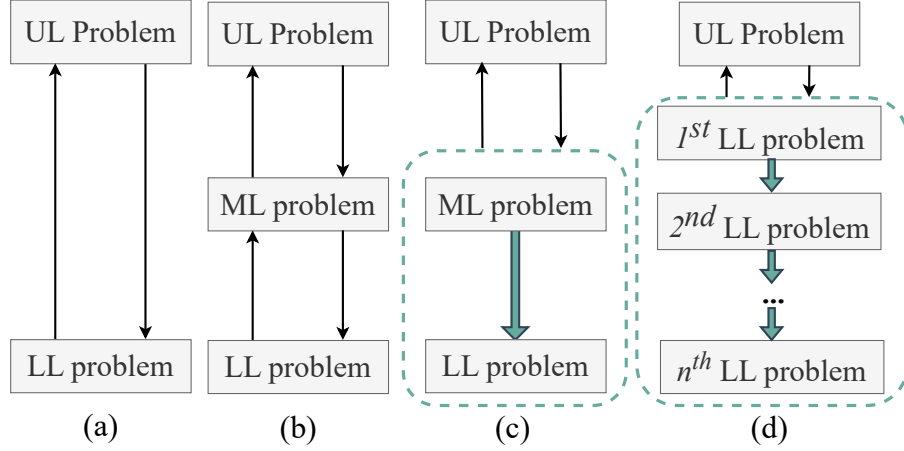 UL Problem
LL problem
(a)
UL Problem
ML problem
LL problem
(b)
UL Problem
ML problem
LL problem
(c)
UL Problem
1st LL problem
2nd LL problem
...
nth LL problem
(d)